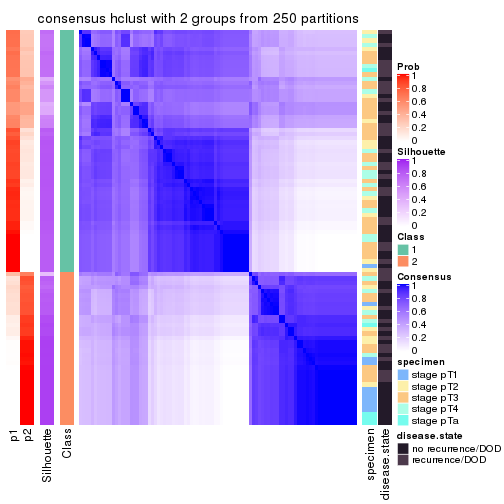 consensus hclust with 2 groups from 250 partitions
Prob
1
0.8
0.6
0.4
0.2
0
Silhouette
1
0.8
0.6
0.4
0.2
0
Class
1
2
Consensus
1
0.8
0.6
0.4
0.2
0
specimen
stage pT1
stage pT2
stage pT3
stage pT4
stage pTa
disease.state
no recurrence/DOD
recurrence/DOD
p1
p2
Silhouette
Class
specimen
disease.state